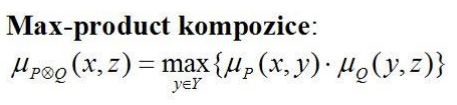 Max-product kompozice:
μ_{P⊗Q}(x, z) = max_{y∈Y}{μ_P(x, y) · μ_Q(y, z)}